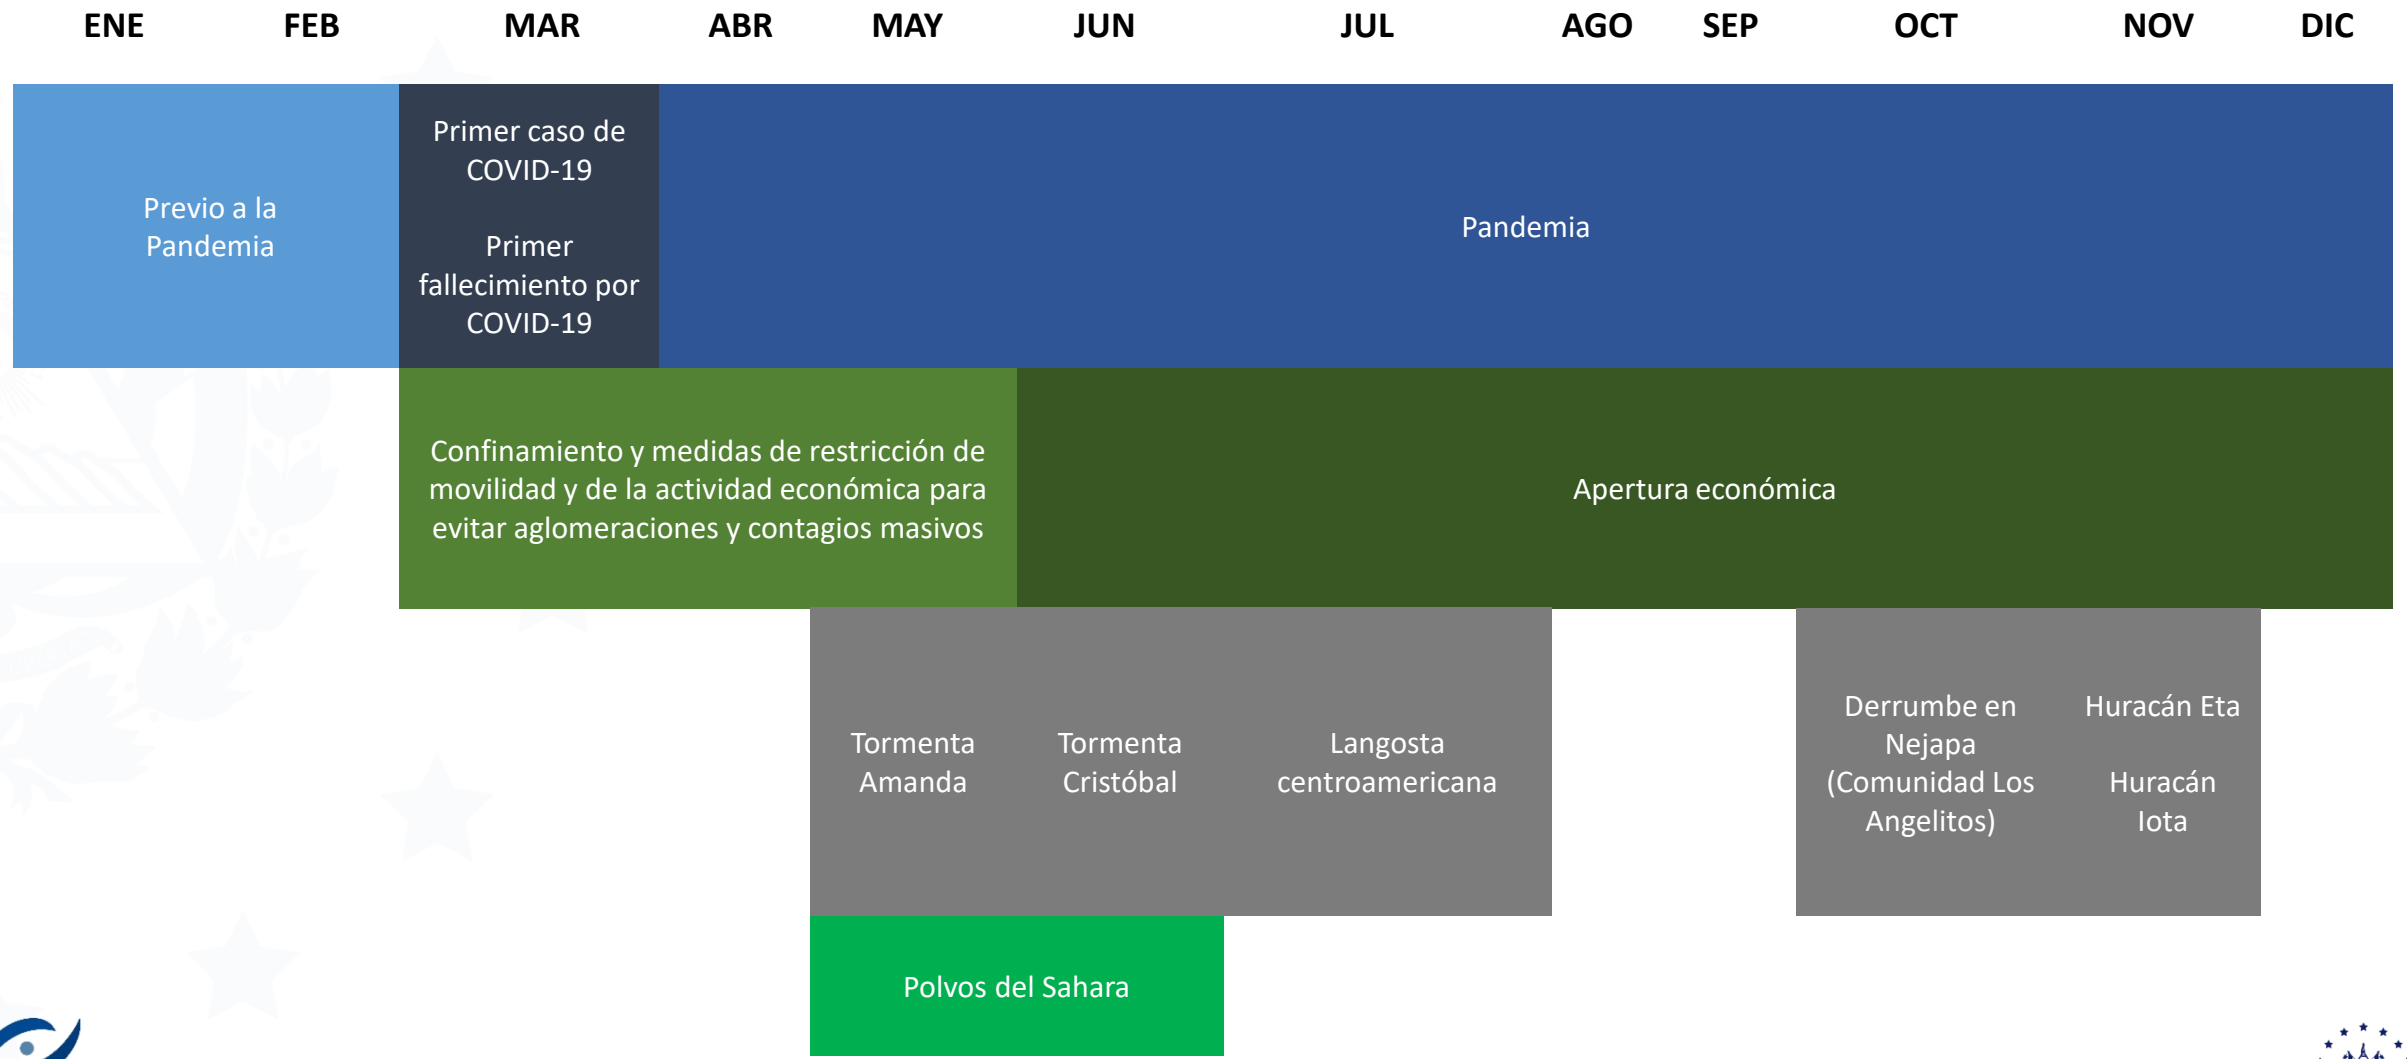 ENE FEB MAR ABR MAY JUN JUL AGO SEP OCT NOV DIC
Previo a la
Pandemia
Primer caso de
COVID-19
Primer
fallecimiento por
COVID-19
Pandemia
Confinamiento y medidas de restricción de
movilidad y de la actividad económica para
evitar aglomeraciones y contagios masivos
Apertura económica
Tormenta
Amanda
Tormenta
Cristóbal
Langosta
centroamericana
Derrumbe en
Nejapa
(Comunidad Los
Angelitos)
Huracán Eta
Huracán
Iota
Polvos del Sahara